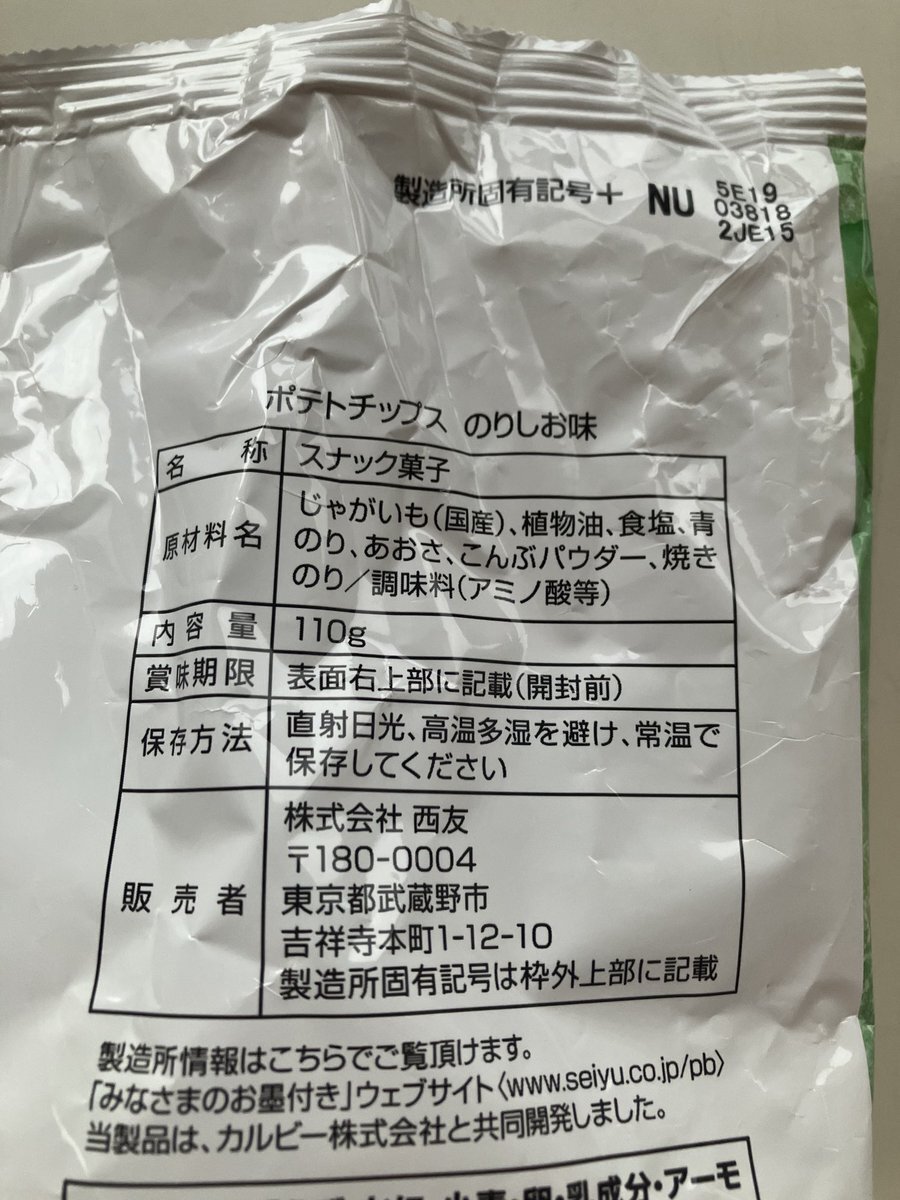 製造所固有記号+ NU 5E19
03818
2JE15
ポテトチップス のりしお味
名称 スナック菓子
原材料名 じゃがいも(国産)、植物油、食塩、青
のり、あおさ、こんぶパウダー、焼き
のり/調味料(アミノ酸等)
内容量 110g
賞味期限 表面右上部に記載(開封前)
保存方法 直射日光、高温多湿を避け、常温で
保存してください
販売者 株式会社 西友
〒180-0004
東京都武蔵野市
吉祥寺本町1-12-10
製造所固有記号は枠外上部に記載
製造所情報はこちらでご覧頂けます。
「みなさまのお墨付き」ウェブサイト〈www.seiyu.co.jp/pb〉
当製品は、カルビー株式会社と共同開発しました。
小麦・卵・乳成分・アーモ